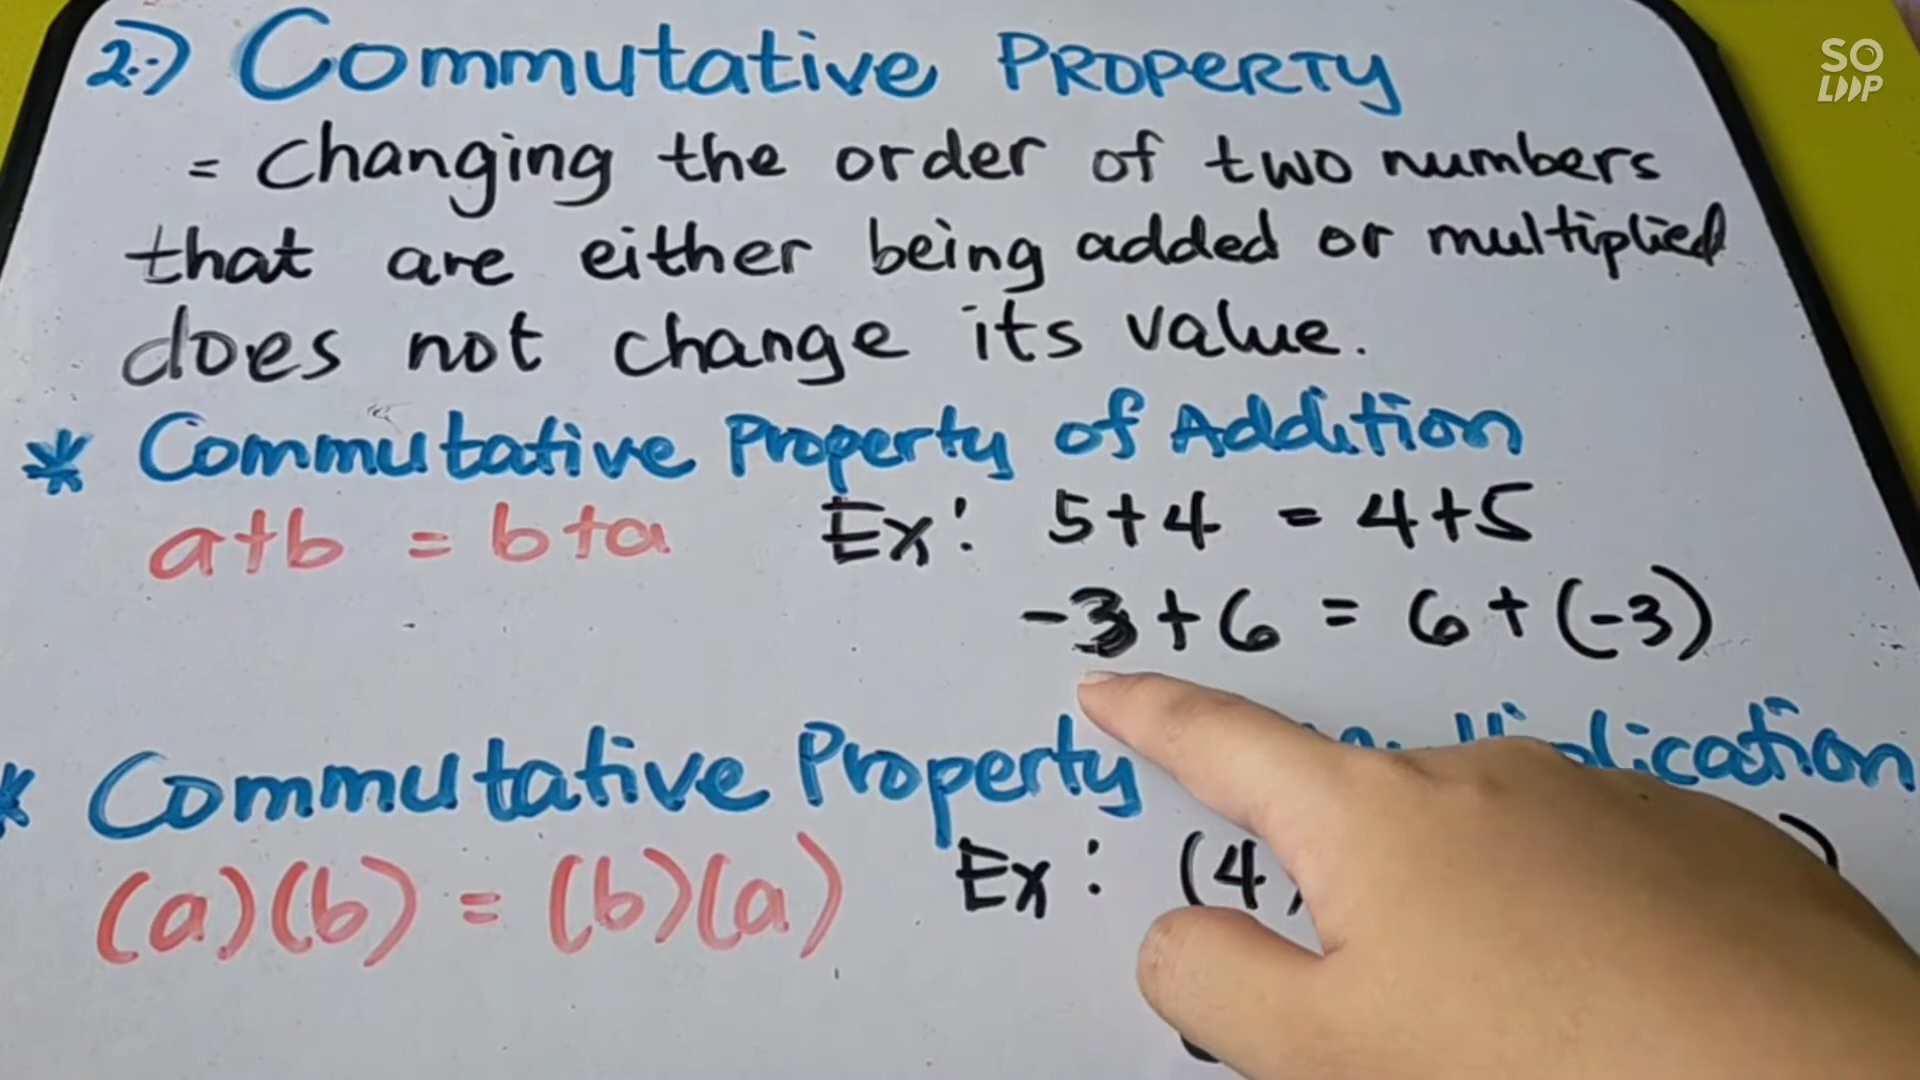 SO
LOOP
2.) Commutative PROPERTY
= changing the order of two numbers
that are either being added or multiplied
does not change its value.
* Commutative Property of Addition
a+b = b+a Ex: 5+4 = 4+5
-3+6 = 6+(-3)
* Commutative Property
(a)(b) = (b)(a) Ex: (4)